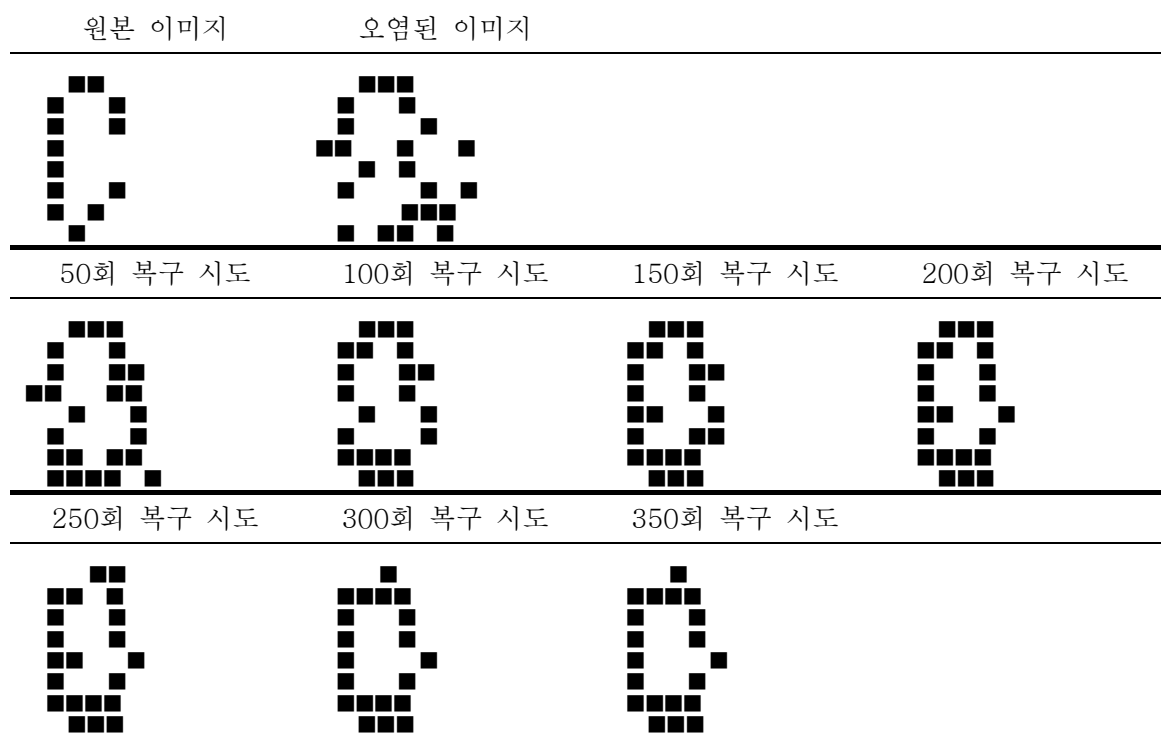 원본 이미지 오염된 이미지
50회 복구 시도 100회 복구 시도 150회 복구 시도 200회 복구 시도
250회 복구 시도 300회 복구 시도 350회 복구 시도